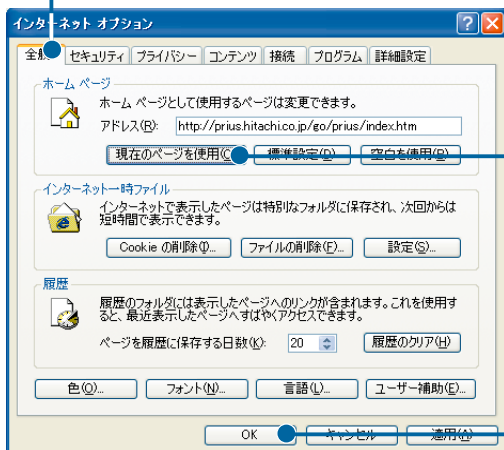 インターネット オプション
全般 セキュリティ プライバシー コンテンツ 接続 プログラム 詳細設定
ホーム ページ
ホーム ページとして使用するページは変更できます。
アドレス(R): http://prius.hitachi.co.jp/go/prius/index.htm
現在のページを使用(C) 標準設定(D) 空白を使用(B)
インターネット一時ファイル
インターネットで表示したページは特別なフォルダに保存され、次回からは
短時間で表示できます。
Cookie の削除(I)... ファイルの削除(F)... 設定(S)...
履歴
履歴のフォルダには表示したページへのリンクが含まれます。これを使用す
ると、最近表示したページへすばやくアクセスできます。
ページを履歴に保存する日数(K): 20 履歴のクリア(H)
色(O)... フォント(N)... 言語(L)... ユーザー補助(E)...
OK キャンセル 適用(A)